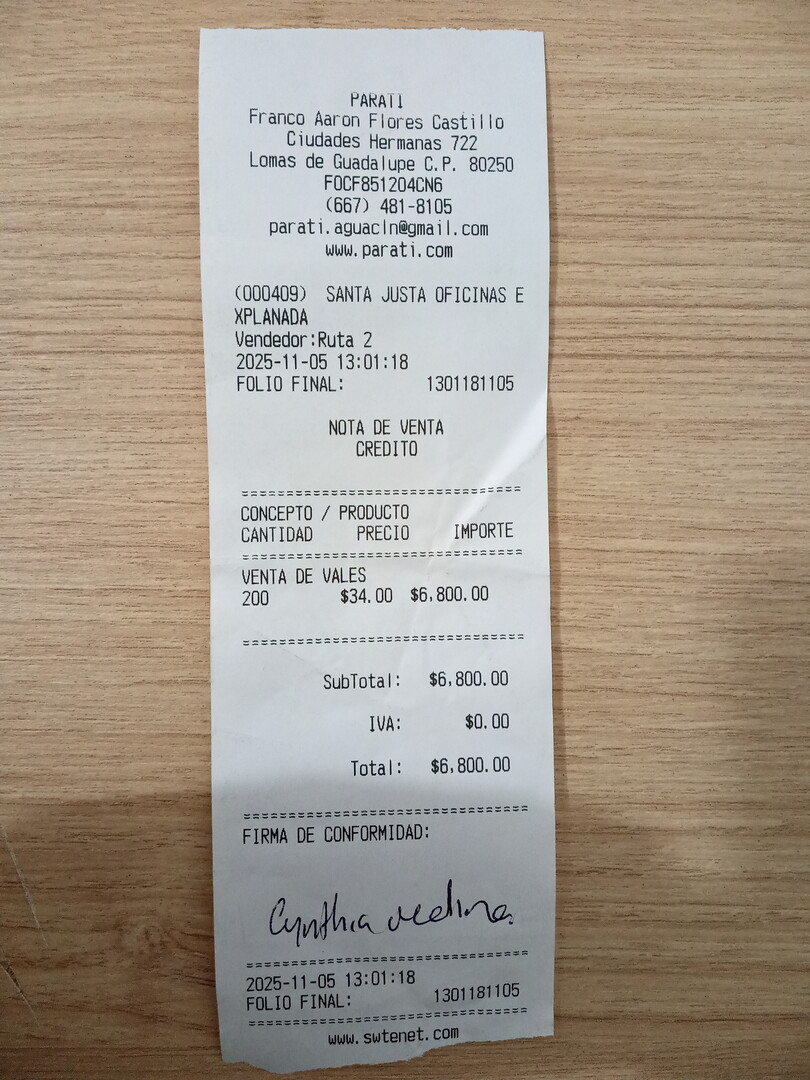 PARATI
Franco Aaron Flores Castillo
Ciudades Hermanas 722
Lomas de Guadalupe C.P. 80250
FOCF851204CN6
(667) 481-8105
parati.aguacln@gmail.com
www.parati.com
(000409) SANTA JUSTA OFICINAS E
XPLANADA
Vendedor:Ruta 2
2025-11-05 13:01:18
FOLIO FINAL: 1301181105
NOTA DE VENTA
CREDITO
================================
CONCEPTO / PRODUCTO
CANTIDAD PRECIO IMPORTE
================================
VENTA DE VALES
200 $34.00 $6,800.00
================================
SubTotal: $6,800.00
IVA: $0.00
Total: $6,800.00
================================
FIRMA DE CONFORMIDAD:
Cynthia Medina
================================
2025-11-05 13:01:18
FOLIO FINAL: 1301181105
================================
www.swtenet.com